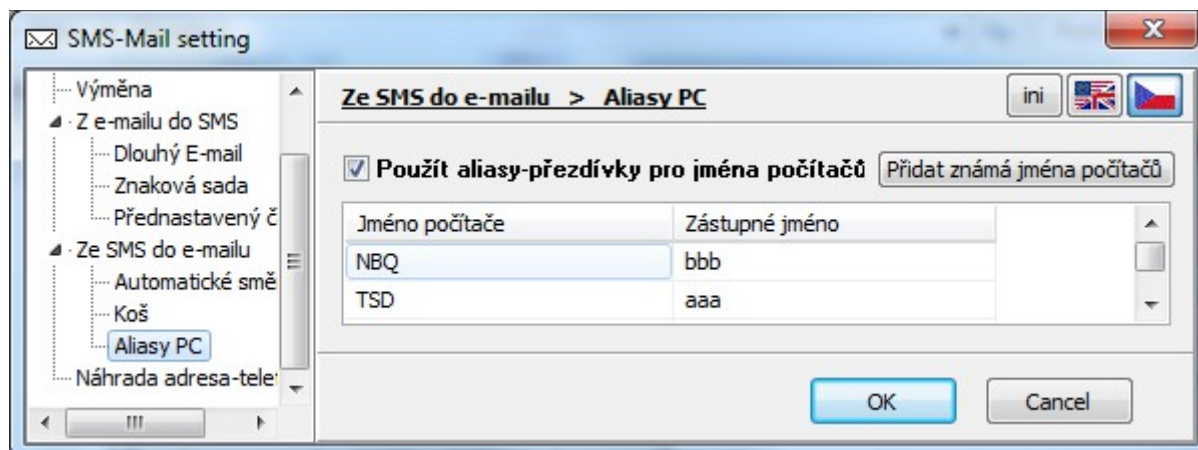 SMS-Mail setting
Výměna
Z e-mailu do SMS
Dlouhý E-mail
Znaková sada
Přednastavený č
Ze SMS do e-mailu
Automatické smě
Koš
Aliasy PC
Náhrada adresa-tele
Ze SMS do e-mailu > Aliasy PC
ini
Použít aliasy-přezdívky pro jména počítačů
Přidat známá jména počítačů
Jméno počítače Zástupné jméno
NBQ bbb
TSD aaa
OK Cancel